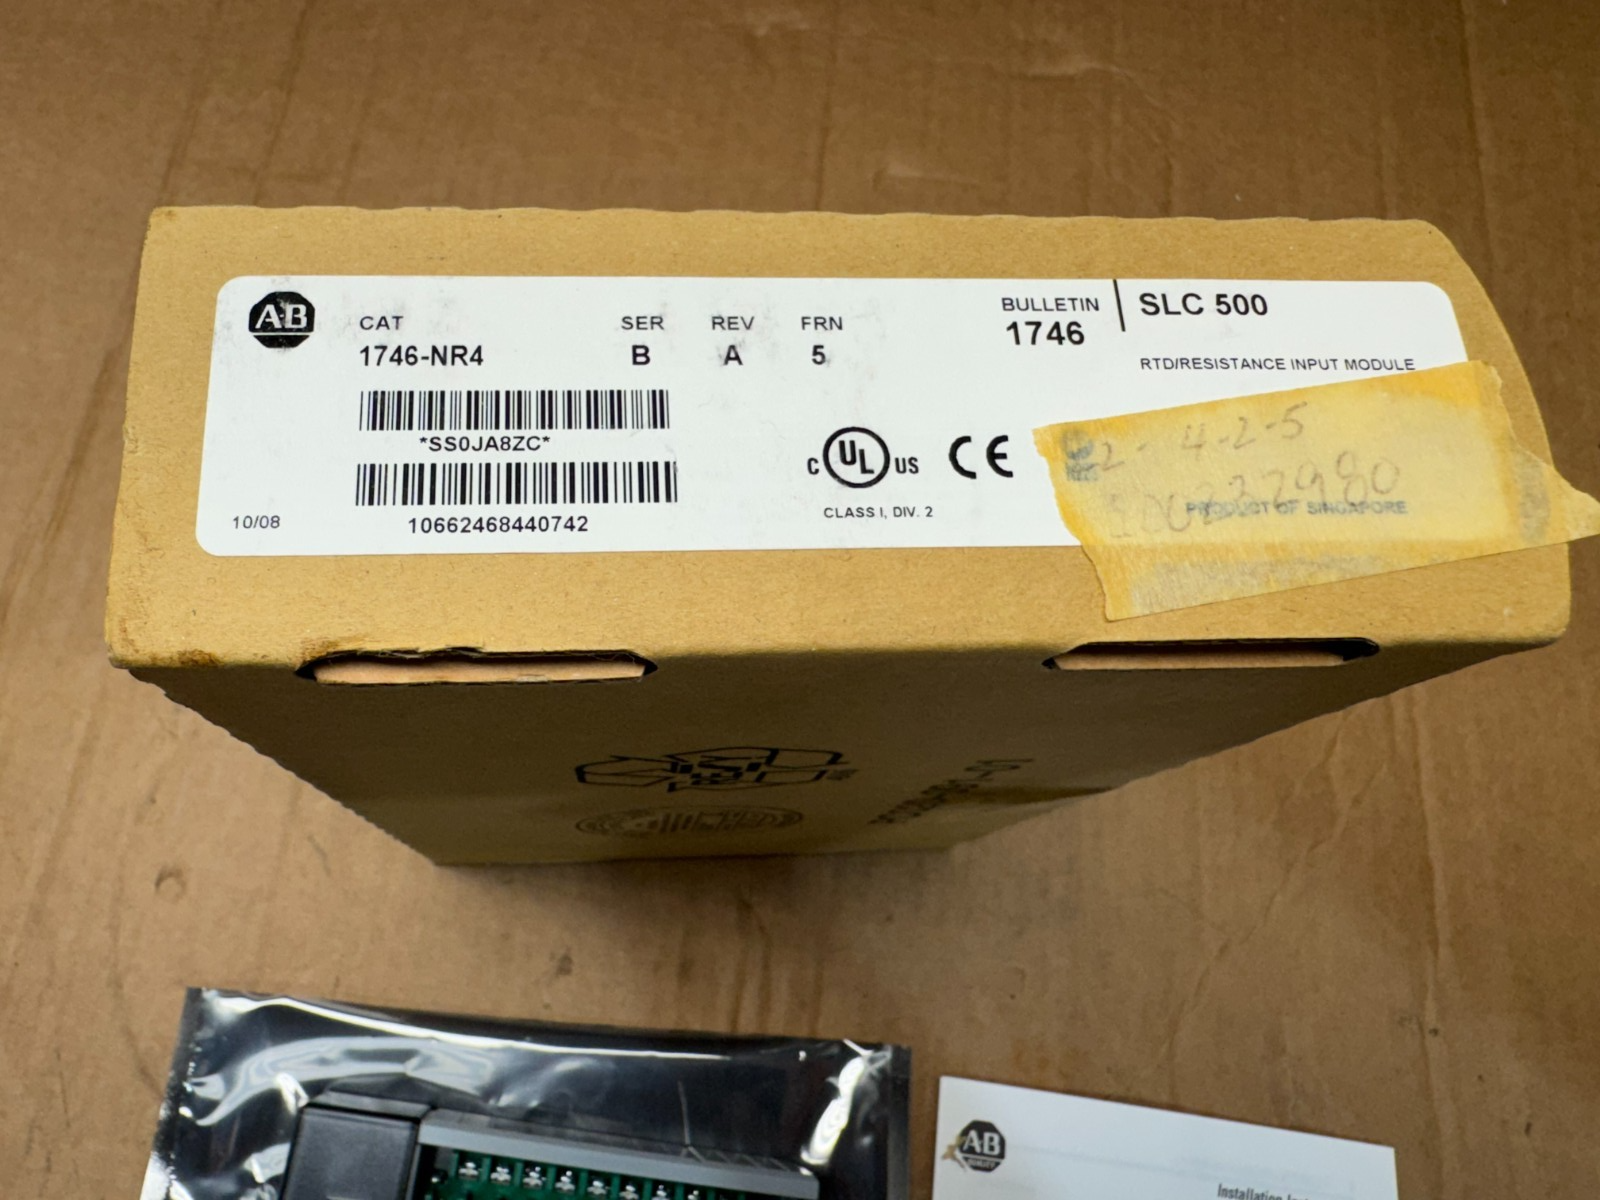 AB
CAT
1746-NR4
SER
B
REV
A
FRN
5
BULLETIN
1746
SLC 500
RTD/RESISTANCE INPUT MODULE
*SS0JA8ZC*
10662468440742
10/08
C UL US
CE
CLASS I, DIV. 2
2-4-2-5
PRODUCT OF SINGAPORE
AB
Installation